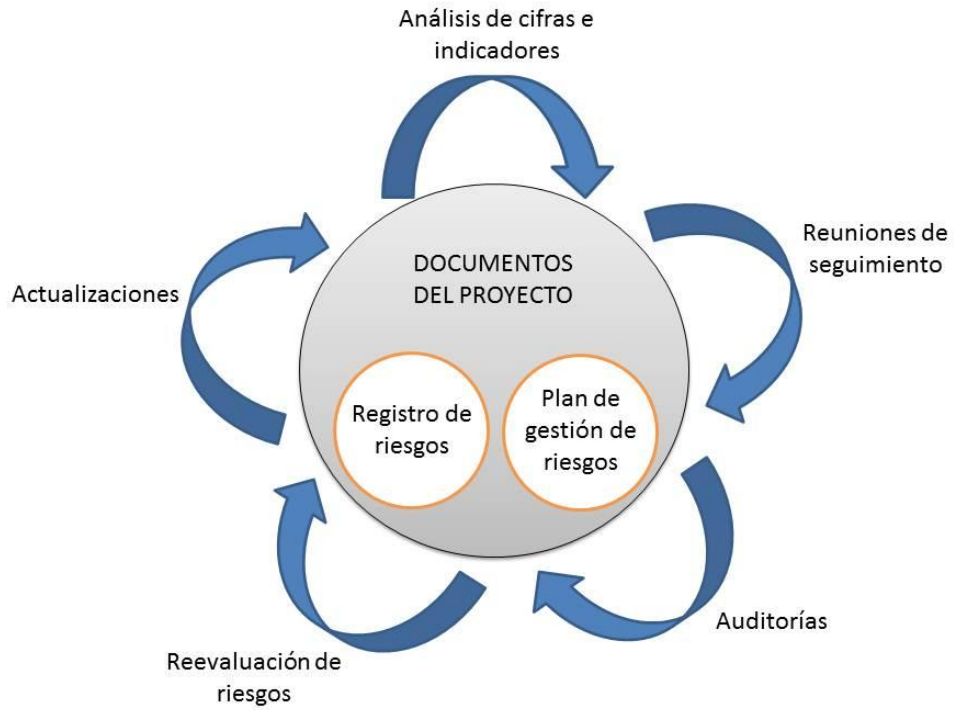 Análisis de cifras e
indicadores
Reuniones de
seguimiento
Auditorías
Reevaluación de
riesgos
Actualizaciones
DOCUMENTOS
DEL PROYECTO
Registro de
riesgos
Plan de
gestión de
riesgos